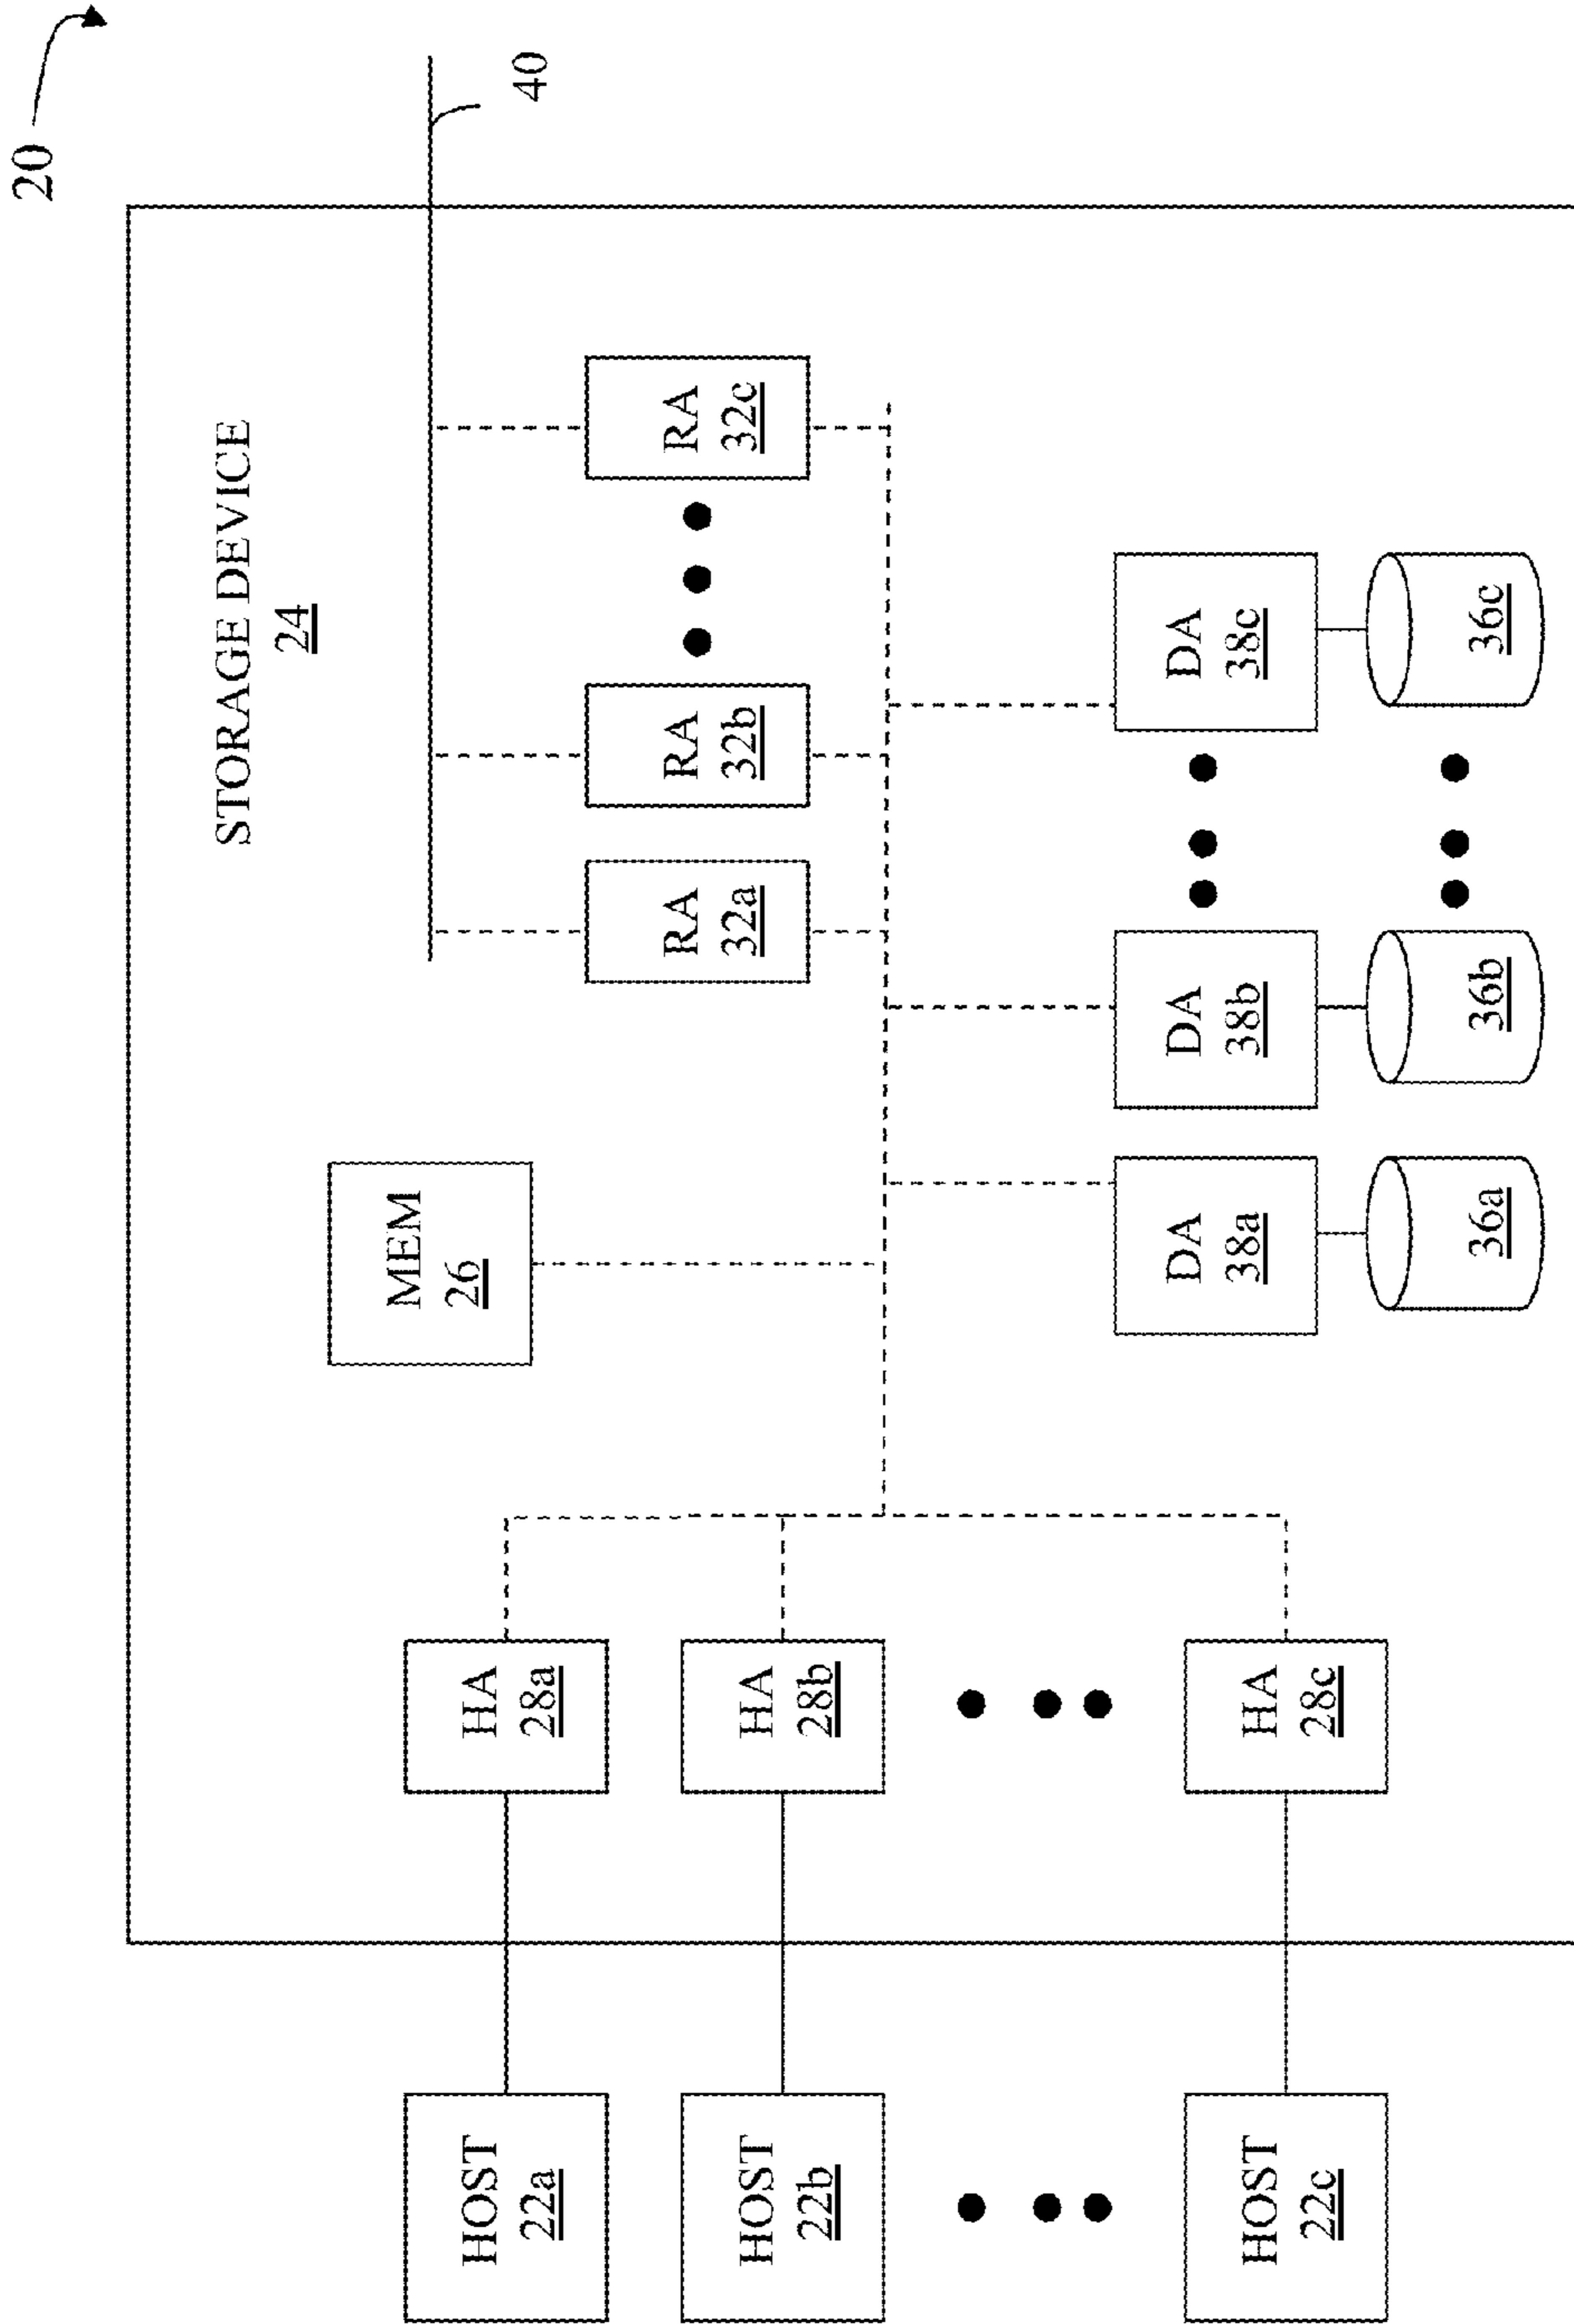 20
STORAGE DEVICE
24
40
MEM
26
RA
32a
RA
32b
RA
32c
HOST
22a
HA
28a
HOST
22b
HA
28b
HOST
22c
HA
28c
DA
38a
DA
38b
DA
38c
36a
36b
36c